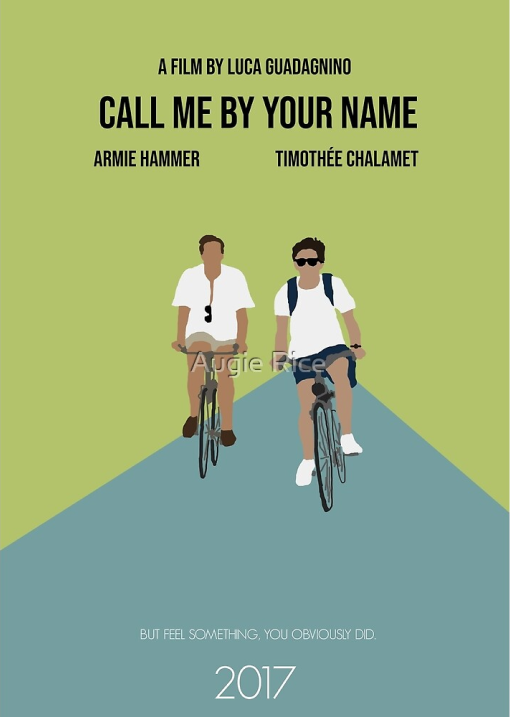 A FILM BY LUCA GUADAGNINO
CALL ME BY YOUR NAME
ARMIE HAMMER TIMOTHÉE CHALAMET
Augie Rice
BUT FEEL SOMETHING, YOU OBVIOUSLY DID.
2017